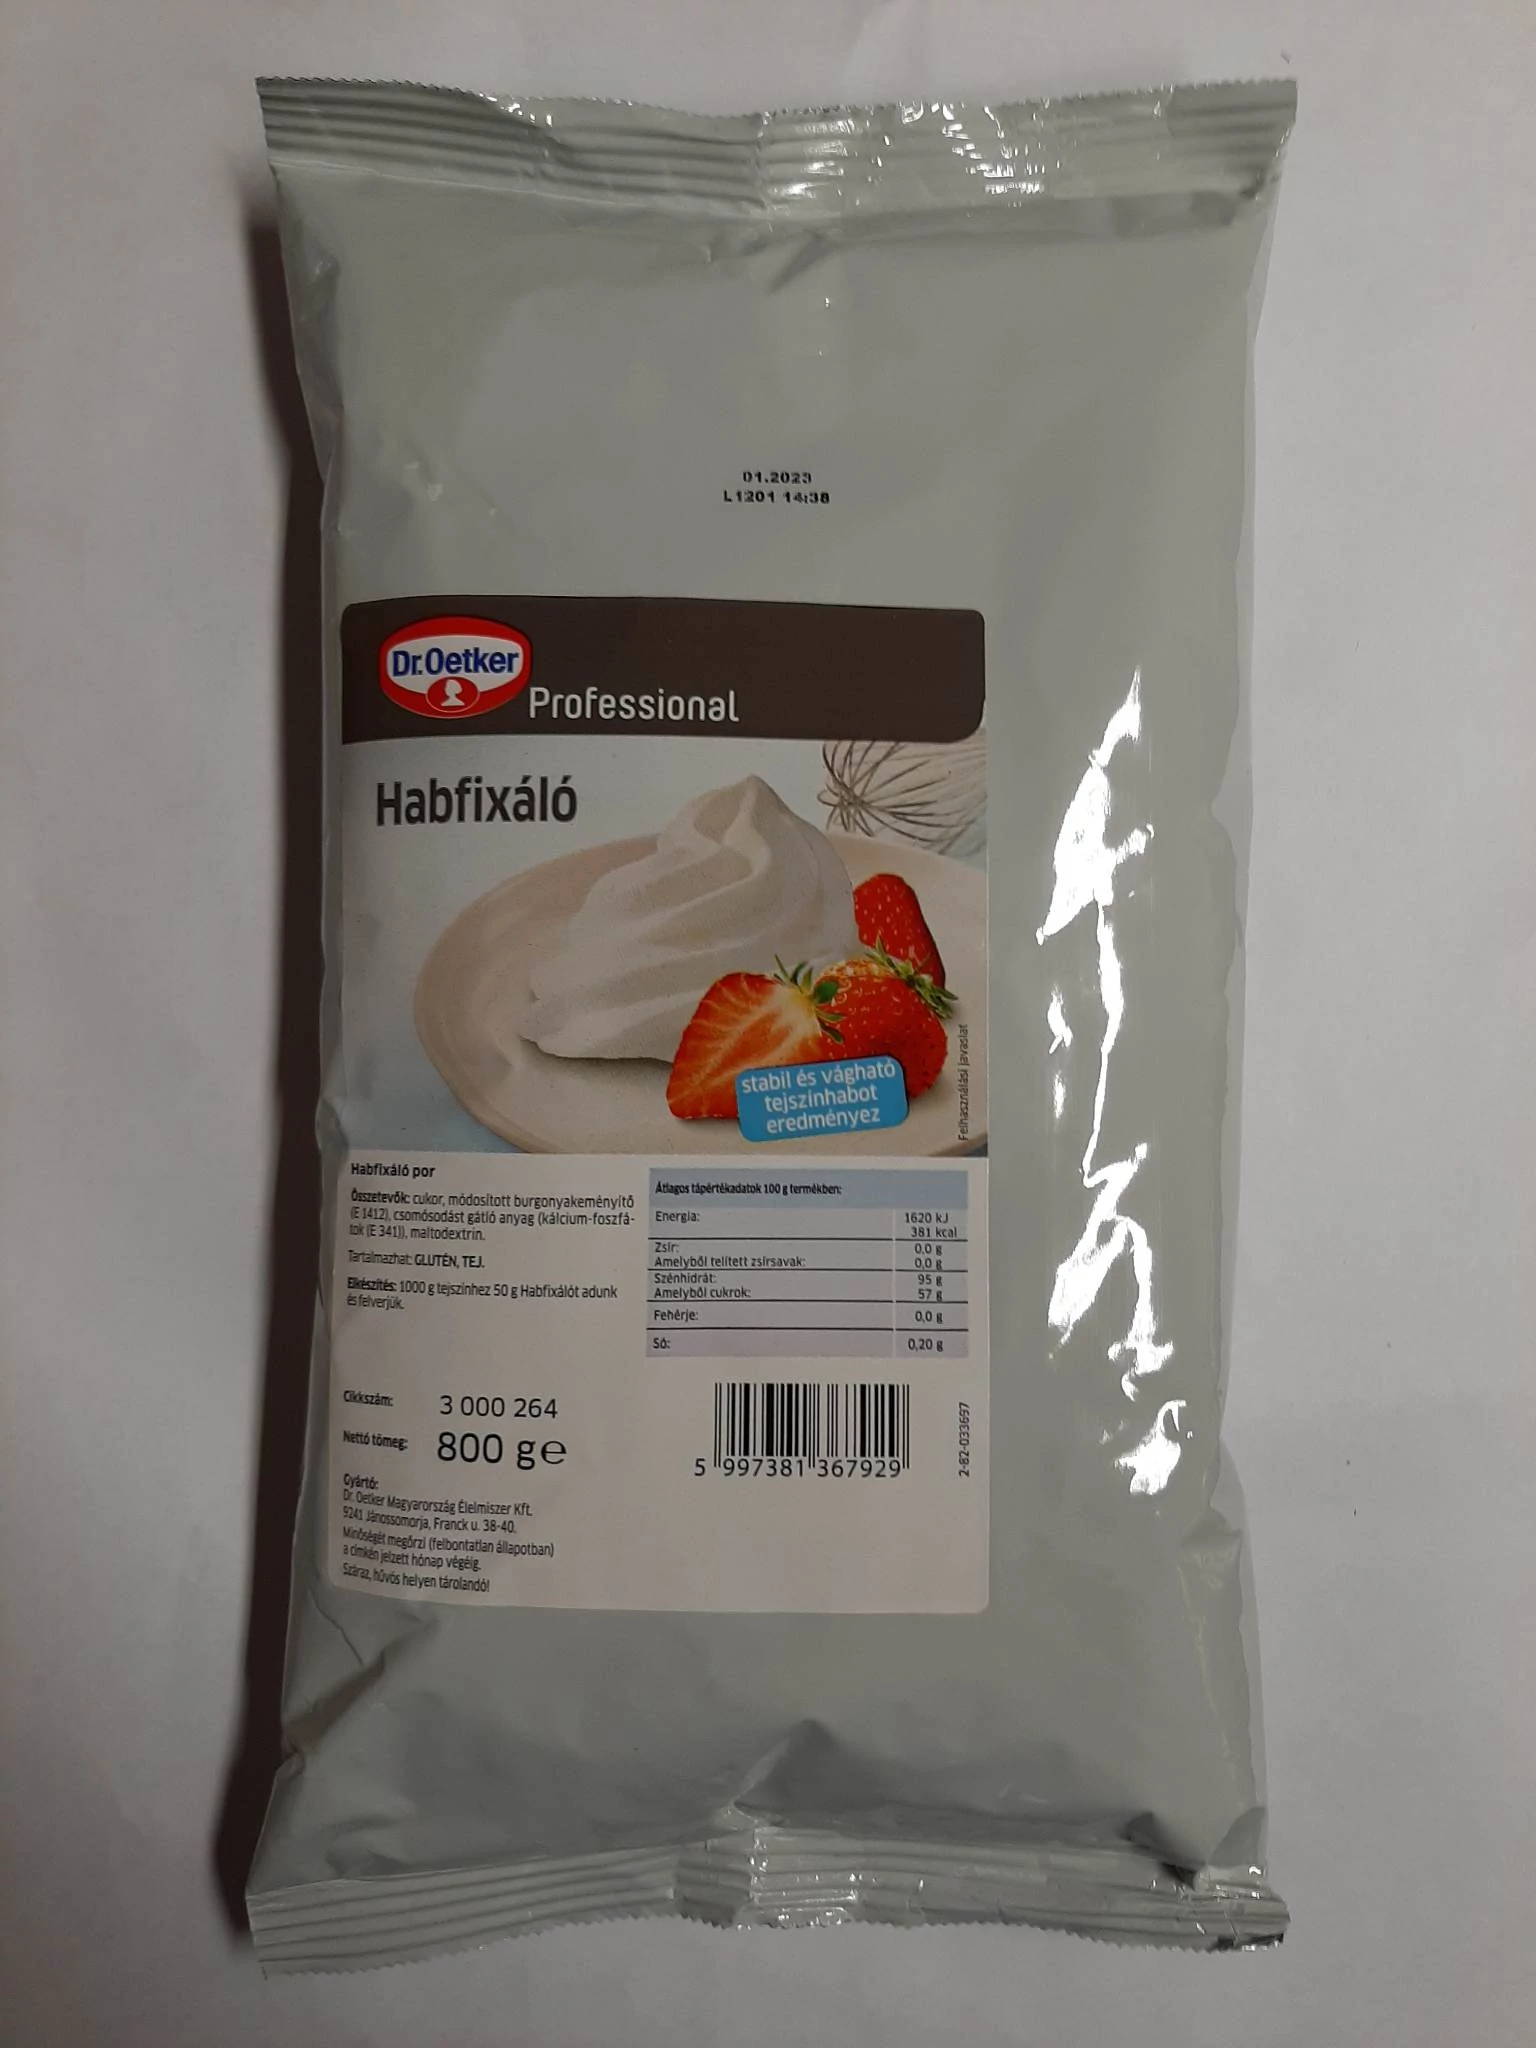 01.2023
L1201 14:38
Dr.Oetker
Professional
Habfixáló
stabil és vágható
tejszínhabot
eredményez
Felhasználási javaslat
Habfixáló por
Összetevők: cukor, módosított burgonyakeményítő
(E 1412), csomósodást gátló anyag (kálcium-foszfá-
tok (E 341)), maltodextrin.
Tartalmazhat: GLUTÉN, TEJ.
Elkészítés: 1000 g tejszínhez 50 g Habfixálót adunk
és felverjük.
Átlagos tápértékadatok 100 g termékben:
Energia: 1620 kJ
381 kcal
Zsír: 0,0 g
Amelyből telített zsírsavak: 0,0 g
Szénhidrát: 95 g
Amelyből cukrok: 57 g
Fehérje: 0,0 g
Só: 0,20 g
Cikkszám: 3 000 264
Nettó tömeg: 800 g e
5 997381 367929
2-82-033697
Gyártó:
Dr. Oetker Magyarország Élelmiszer Kft.
9241 Jánossomorja, Franck u. 38-40.
Minőségét megőrzi (felbontatlan állapotban)
a címkén jelzett hónap végéig.
Száraz, hűvös helyen tárolandó!